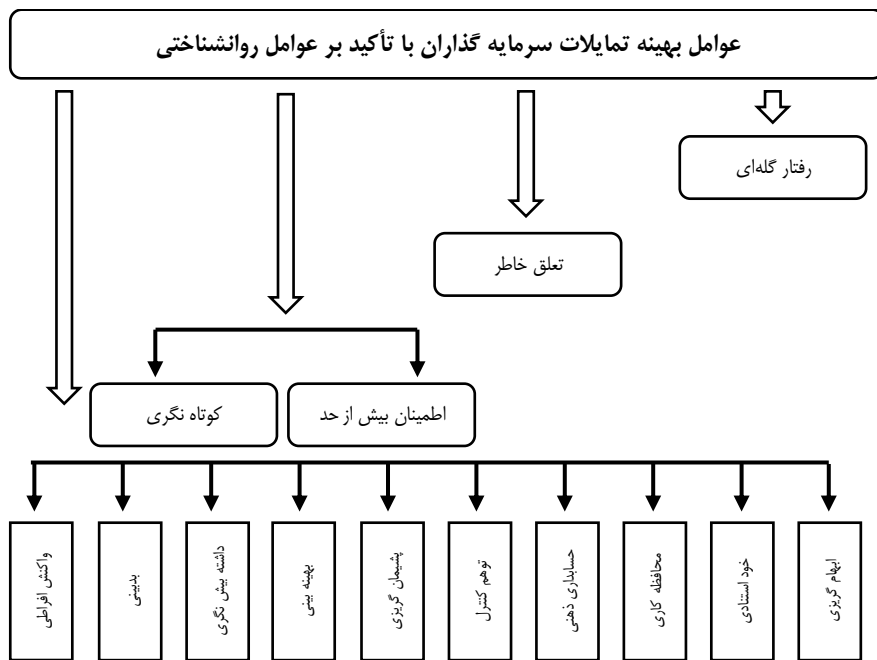 عوامل بهینه تمایلات سرمایه گذاران با تأکید بر عوامل روانشناختی
رفتار گله‌ای
تعلق خاطر
اطمینان بیش از حد
کوتاه نگری
ابهام گریزی
خود استنادی
محافظه کاری
حسابداری ذهنی
توهم کنترل
پشیمان گریزی
بهینه بینی
داشته بیش نگری
بدبینی
واکنش افراطی